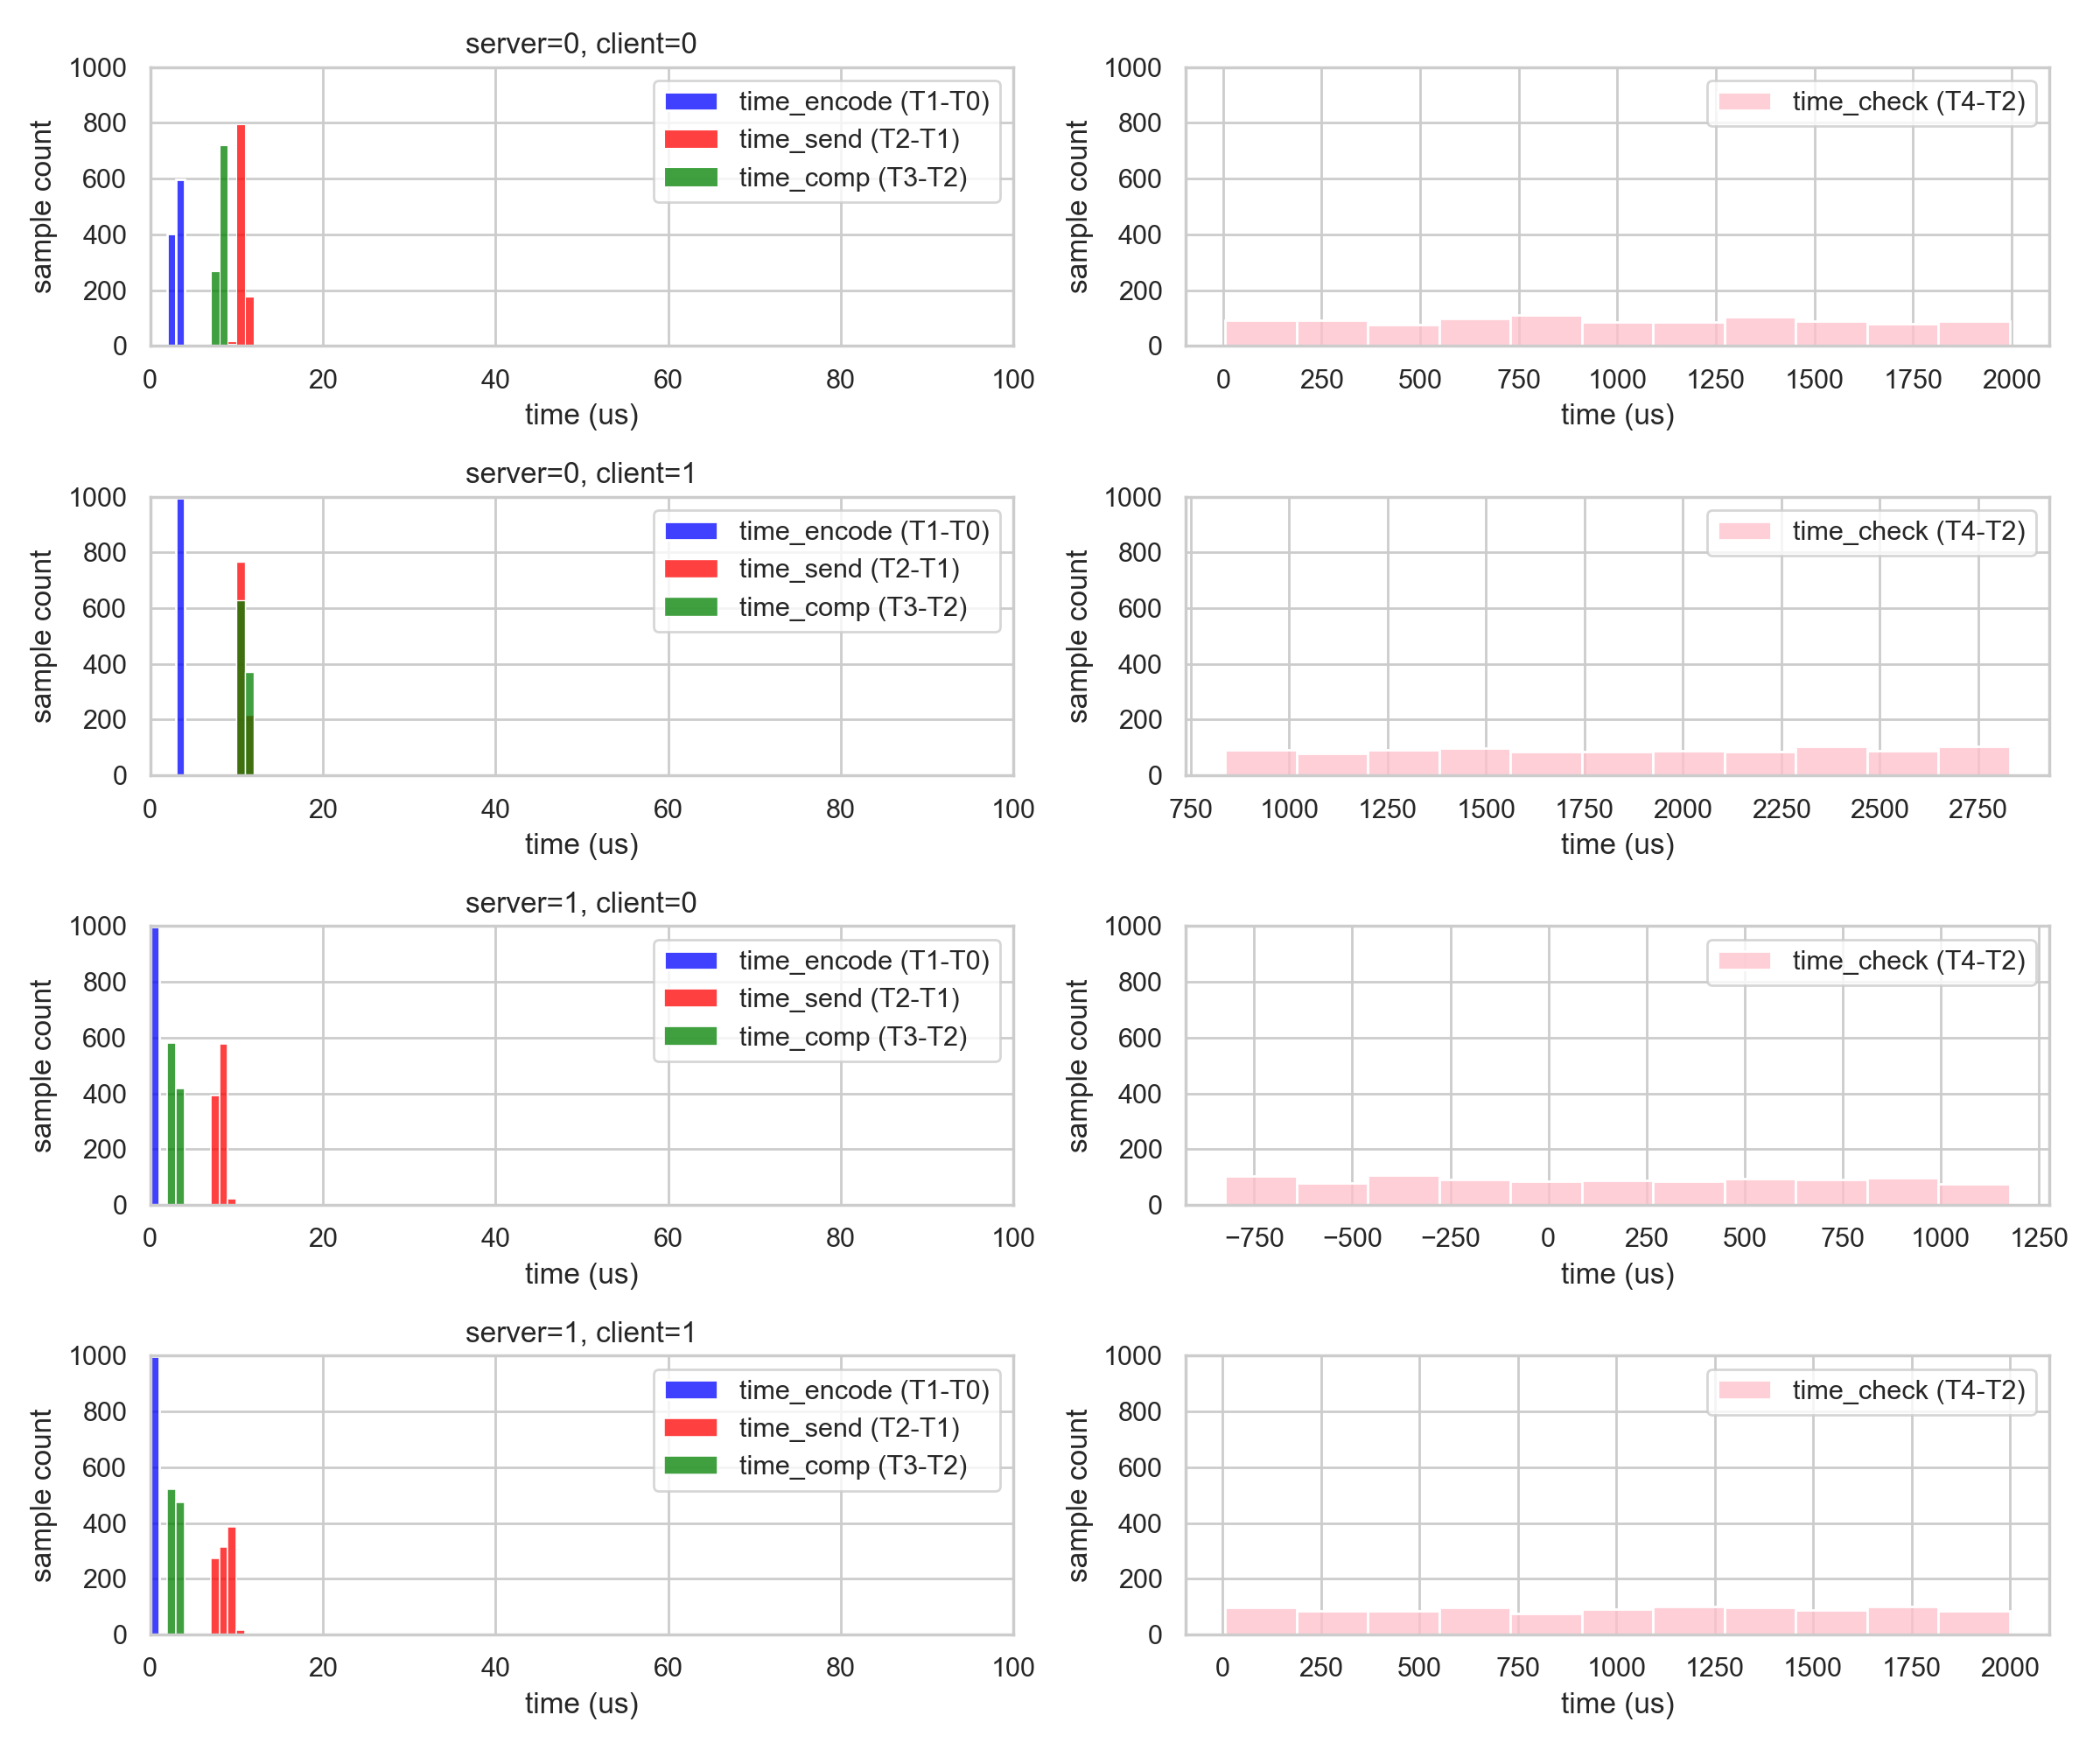 server=0, client=0
1000
800
600
400
200
0
sample count
time_encode (T1-T0)
time_send (T2-T1)
time_comp (T3-T2)
0 20 40 60 80 100
time (us)
1000
800
600
400
200
0
sample count
time_check (T4-T2)
0 250 500 750 1000 1250 1500 1750 2000
time (us)
server=0, client=1
1000
800
600
400
200
0
sample count
time_encode (T1-T0)
time_send (T2-T1)
time_comp (T3-T2)
0 20 40 60 80 100
time (us)
1000
800
600
400
200
0
sample count
time_check (T4-T2)
750 1000 1250 1500 1750 2000 2250 2500 2750
time (us)
server=1, client=0
1000
800
600
400
200
0
sample count
time_encode (T1-T0)
time_send (T2-T1)
time_comp (T3-T2)
0 20 40 60 80 100
time (us)
1000
800
600
400
200
0
sample count
time_check (T4-T2)
−750 −500 −250 0 250 500 750 1000 1250
time (us)
server=1, client=1
1000
800
600
400
200
0
sample count
time_encode (T1-T0)
time_send (T2-T1)
time_comp (T3-T2)
0 20 40 60 80 100
time (us)
1000
800
600
400
200
0
sample count
time_check (T4-T2)
0 250 500 750 1000 1250 1500 1750 2000
time (us)